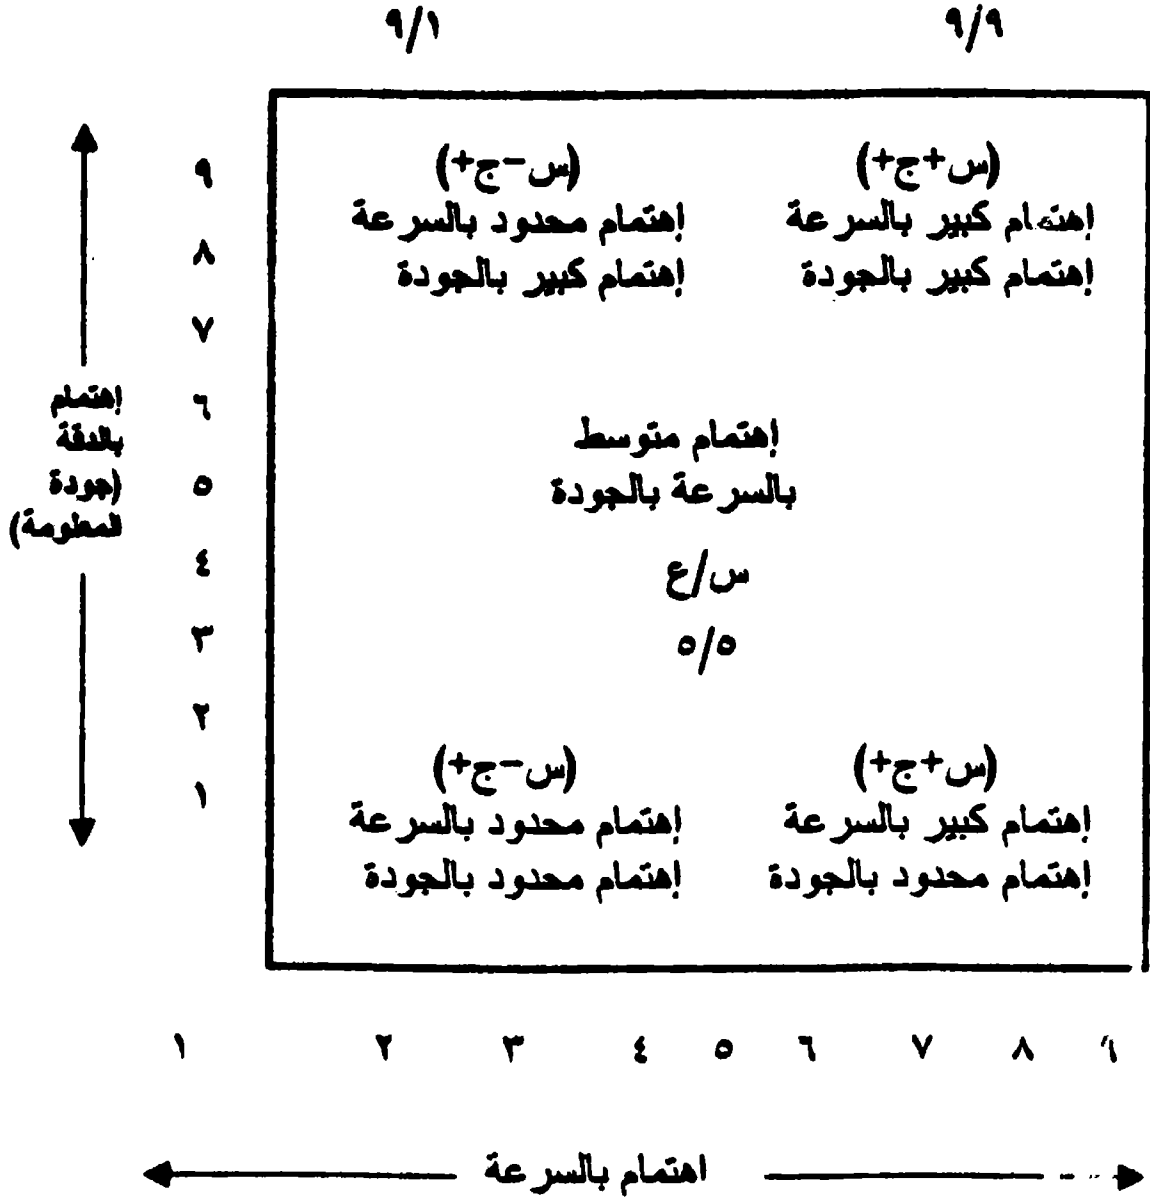 ٩/٩
٩/١
(س+ج+)
إهتمام كبير بالسرعة
إهتمام كبير بالجودة
(س-ج+)
إهتمام محدود بالسرعة
إهتمام كبير بالجودة
٩
٨
٧
٦
٥
٤
٣
٢
١
إهتمام
بالدقة
(جودة
المعلومة)
إهتمام متوسط
بالسرعة بالجودة
س/ع
٥/٥
(س+ج+)
إهتمام كبير بالسرعة
إهتمام محدود بالجودة
(س-ج+)
إهتمام محدود بالسرعة
إهتمام محدود بالجودة
١ ٢ ٣ ٤ ٥ ٦ ٧ ٨ ٩
اهتمام بالسرعة